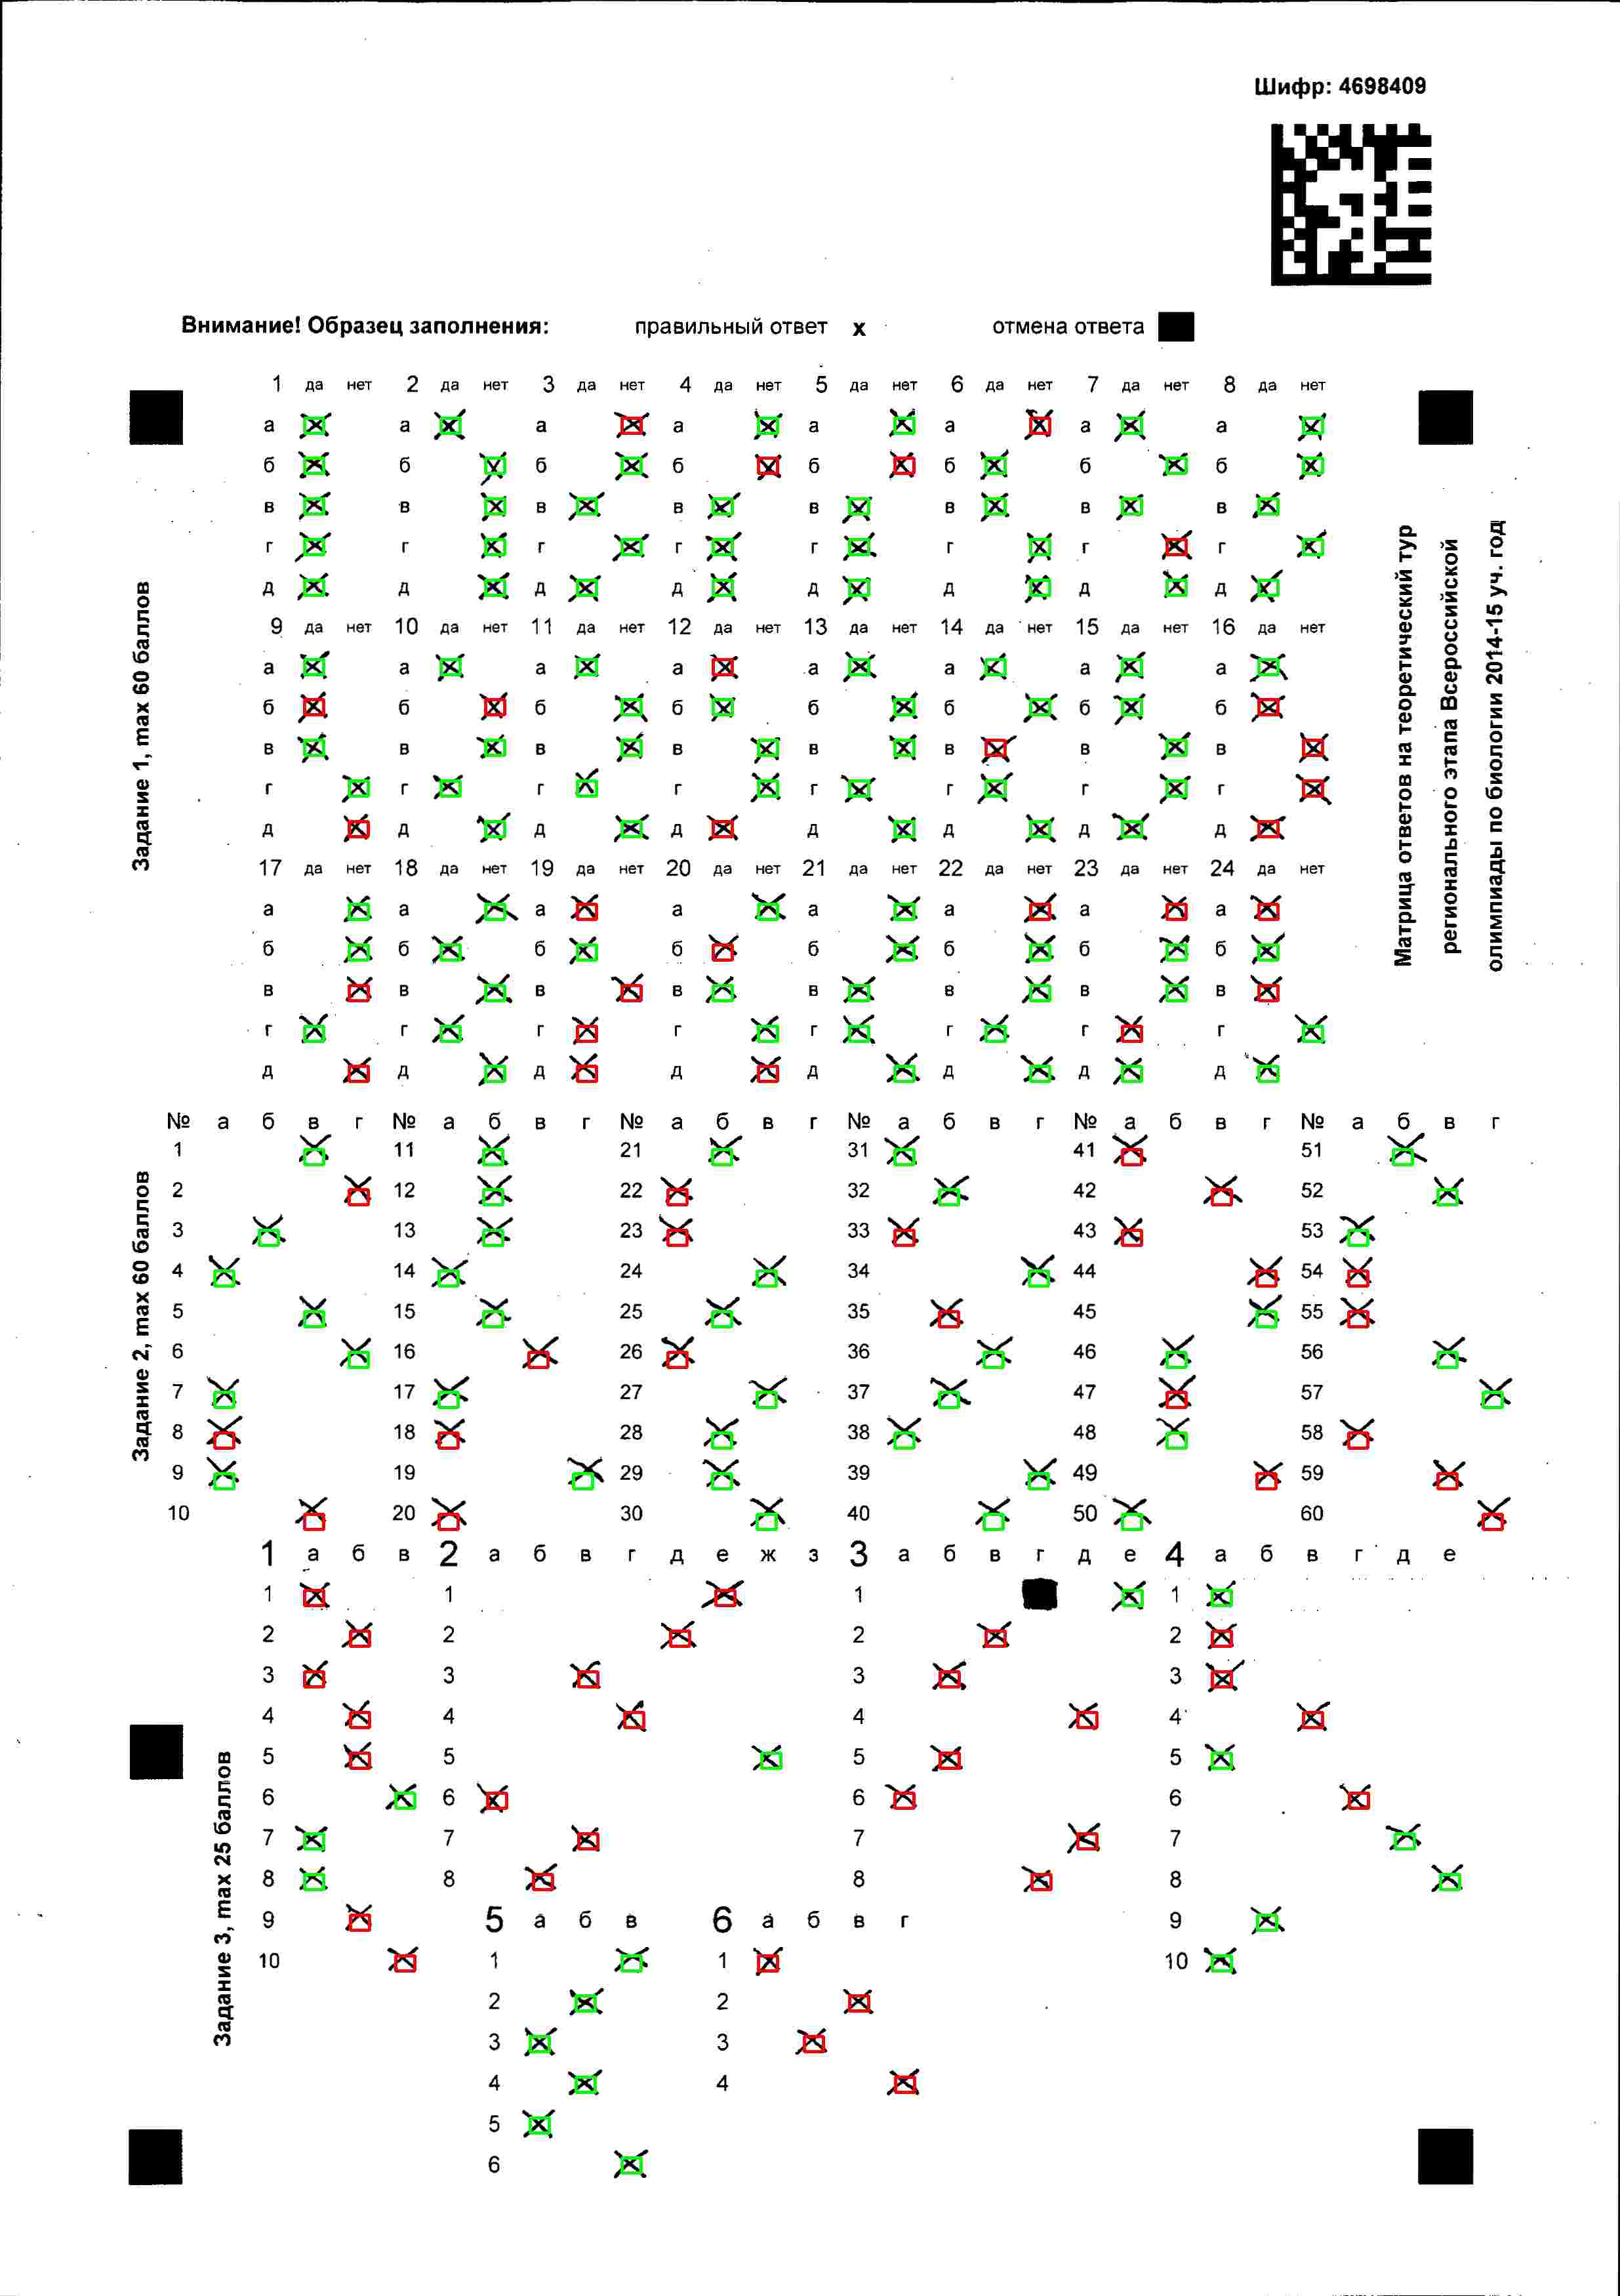 Шифр: 4698409
Внимание! Образец заполнения: правильный ответ x отмена ответа
Задание 1, max 60 баллов
1 да нет 2 да нет 3 да нет 4 да нет 5 да нет 6 да нет 7 да нет 8 да нет
а а а а а а а а
б б б б б б б б
в в в в в в в в
г г г г г г г г
д д д д д д д д
9 да нет 10 да нет 11 да нет 12 да нет 13 да нет 14 да нет 15 да нет 16 да нет
а а а а а а а а
б б б б б б б б
в в в в в в в в
г г г г г г г г
д д д д д д д д
17 да нет 18 да нет 19 да нет 20 да нет 21 да нет 22 да нет 23 да нет 24 да нет
а а а а а а а а
б б б б б б б б
в в в в в в в в
г г г г г г г г
д д д д д д д д
Матрица ответов на теоретический тур
регионального этапа Всероссийской
олимпиады по биологии 2014-15 уч. год
Задание 2, max 60 баллов
№ а б в г № а б в г № а б в г № а б в г № а б в г № а б в г
1 11 21 31 41 51
2 12 22 32 42 52
3 13 23 33 43 53
4 14 24 34 44 54
5 15 25 35 45 55
6 16 26 36 46 56
7 17 27 37 47 57
8 18 28 38 48 58
9 19 29 39 49 59
10 20 30 40 50 60
Задание 3, max 25 баллов
1 а б в 2 а б в г д е ж з 3 а б в г д е 4 а б в г д е
1 1 1 1
2 2 2 2
3 3 3 3
4 4 4 4
5 5 5 5
6 6 6 6
7 7 7 7
8 8 8 8
9 5 а б в 6 а б в г 9
10 1 1 10
2 2
3 3
4 4
5
6